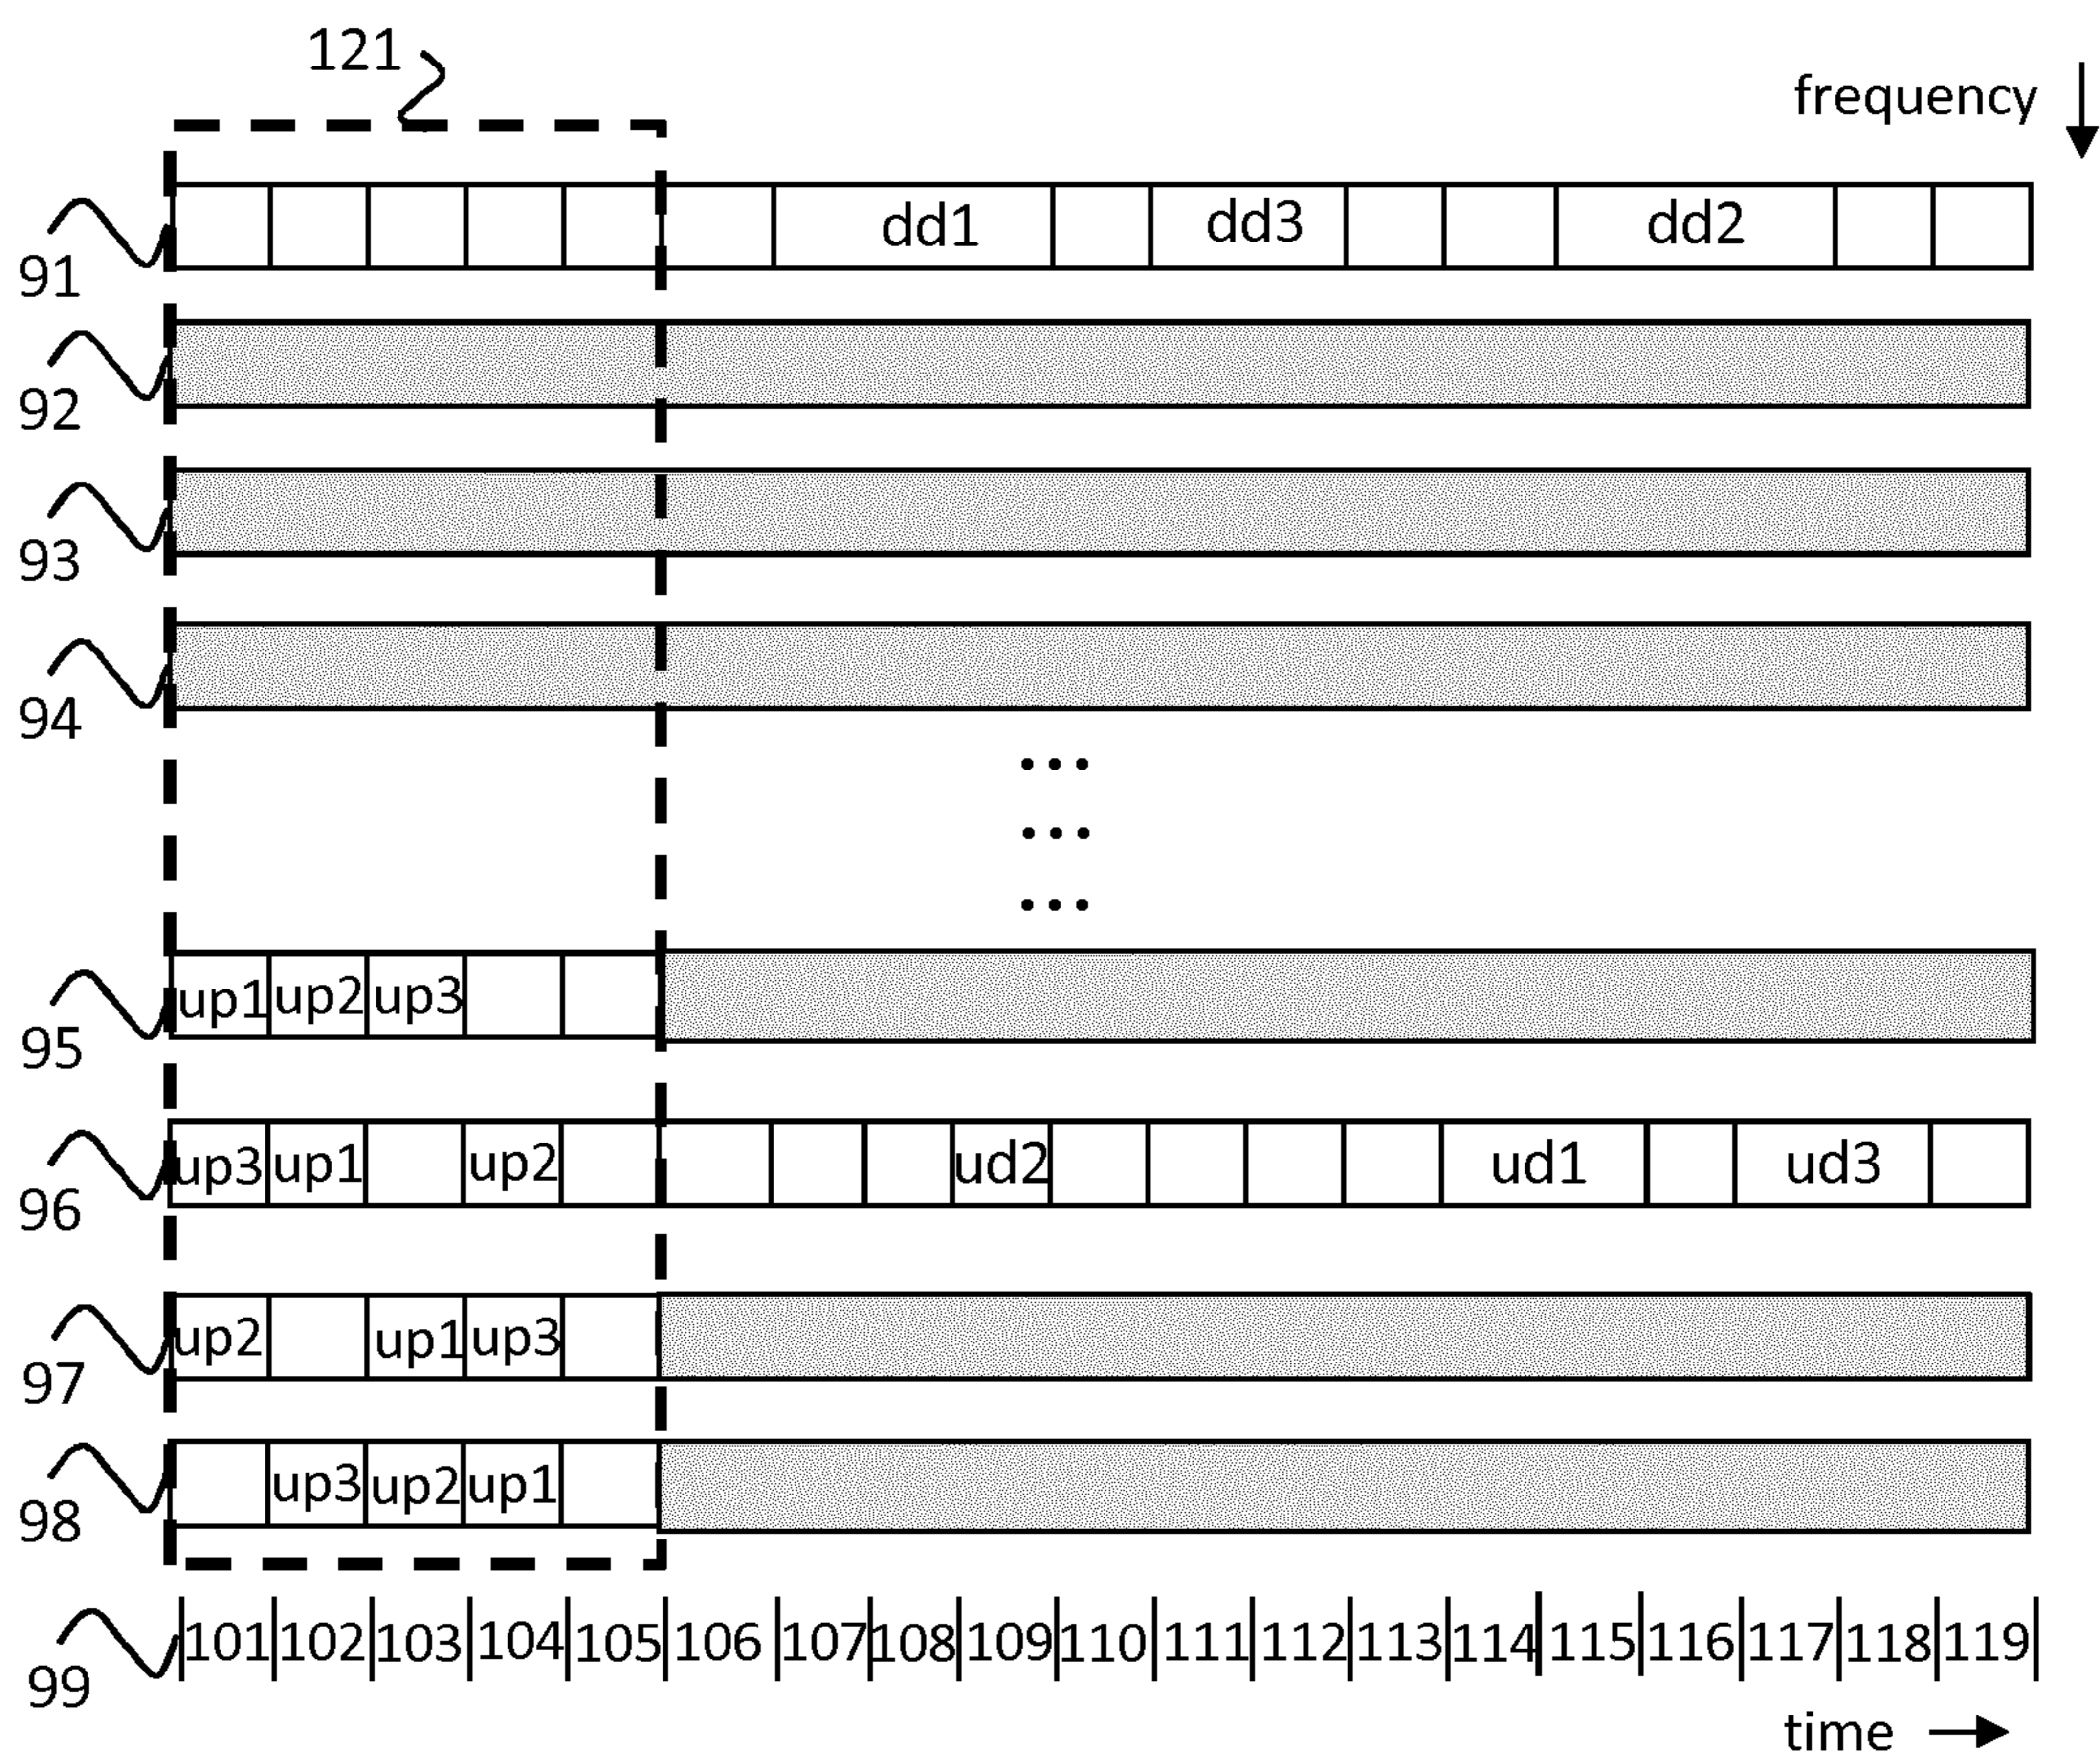 121
frequency
91 dd1 dd3 dd2
92
93
94
...
...
...
95 up1 up2 up3
96 up3 up1 up2 ud2 ud1 ud3
97 up2 up1 up3
98 up3 up2 up1
99 101 102 103 104 105 106 107 108 109 110 111 112 113 114 115 116 117 118 119
time